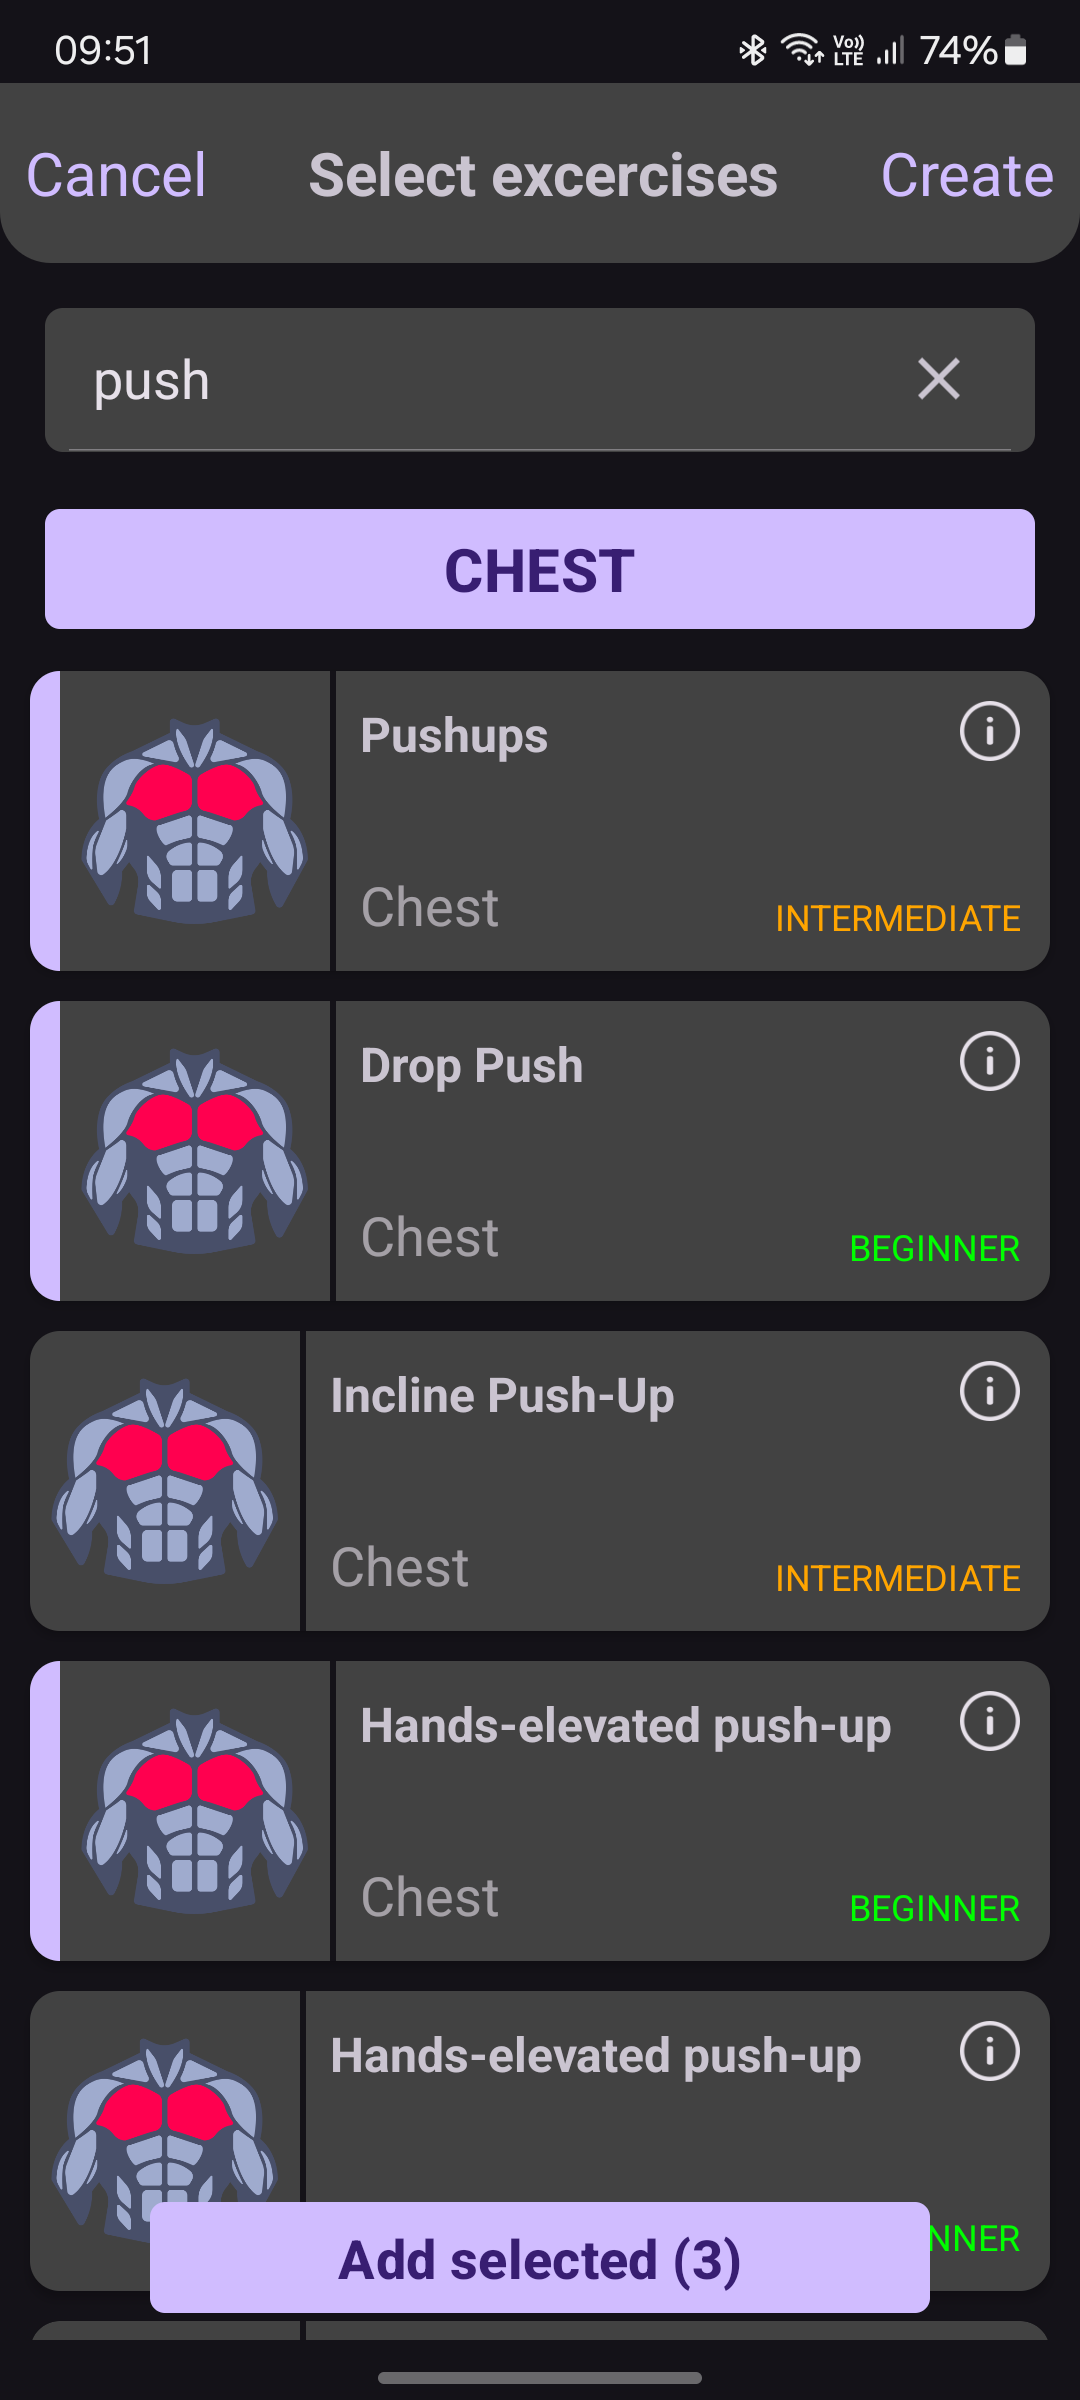 09:51
Vo)) LTE
74%
Cancel
Select excercises
Create
push
CHEST
Pushups
Chest
INTERMEDIATE
Drop Push
Chest
BEGINNER
Incline Push-Up
Chest
INTERMEDIATE
Hands-elevated push-up
Chest
BEGINNER
Hands-elevated push-up
NNER
Add selected (3)